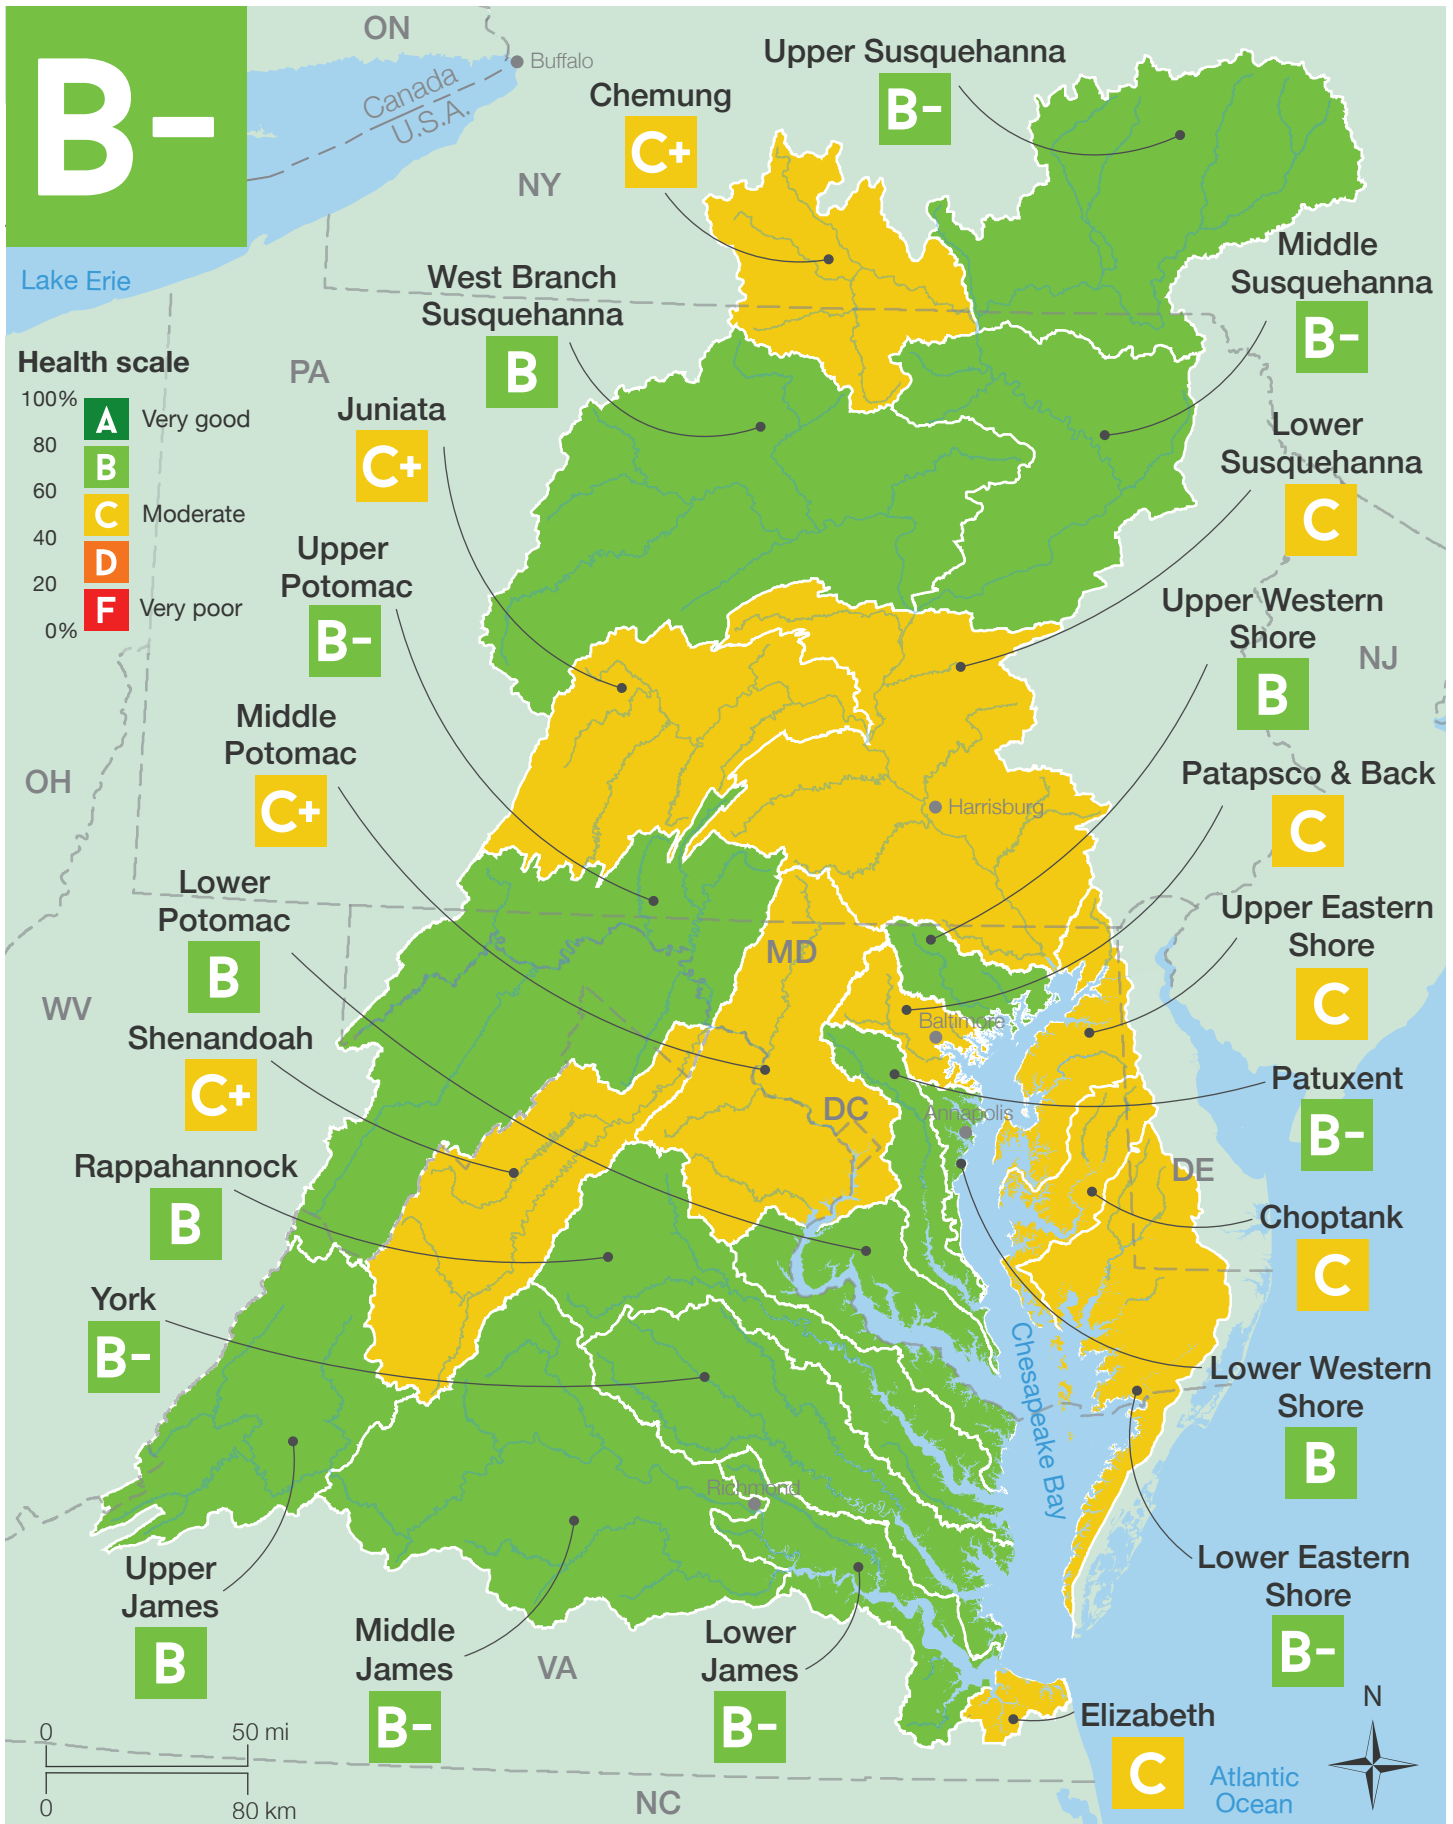 B-
ON
Buffalo
Canada
U.S.A.
NY
Lake Erie
Chemung
C+
Upper Susquehanna
B-
West Branch
Susquehanna
B
Middle
Susquehanna
B-
Health scale
100%
A
Very good
80
B
60
C
Moderate
40
D
20
F
Very poor
0%
PA
Juniata
C+
Lower
Susquehanna
C
Upper
Potomac
B-
Upper Western
Shore
B
NJ
Middle
Potomac
C+
OH
Harrisburg
Patapsco & Back
C
Lower
Potomac
B
MD
Upper Eastern
Shore
C
WV
Baltimore
Shenandoah
C+
DC
Annapolis
Patuxent
B-
Rappahannock
B
DE
Choptank
C
York
B-
Chesapeake Bay
Lower Western
Shore
B
Richmond
Lower Eastern
Shore
B-
Upper
James
B
Middle
James
B-
VA
Lower
James
B-
Elizabeth
C
N
Atlantic
Ocean
0
50 mi
0
80 km
NC